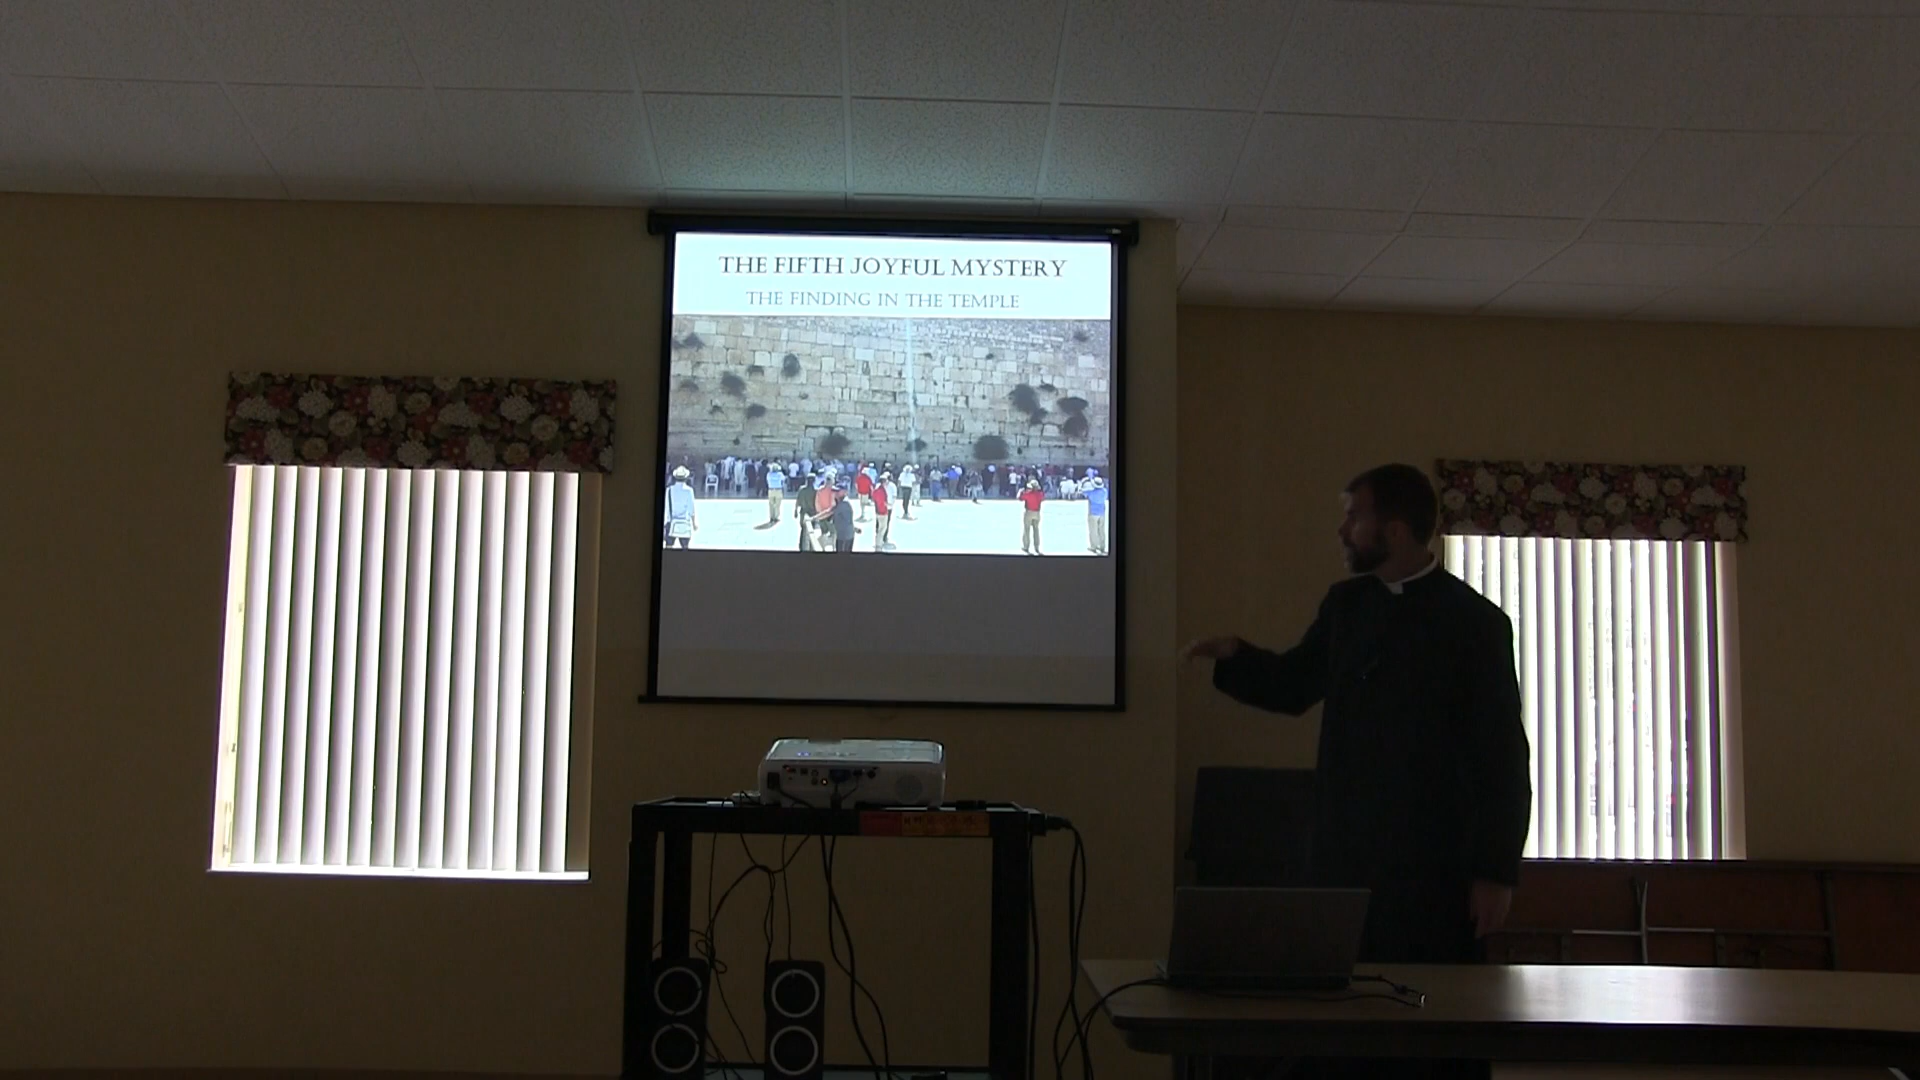 THE FIFTH JOYFUL MYSTERY
THE FINDING IN THE TEMPLE